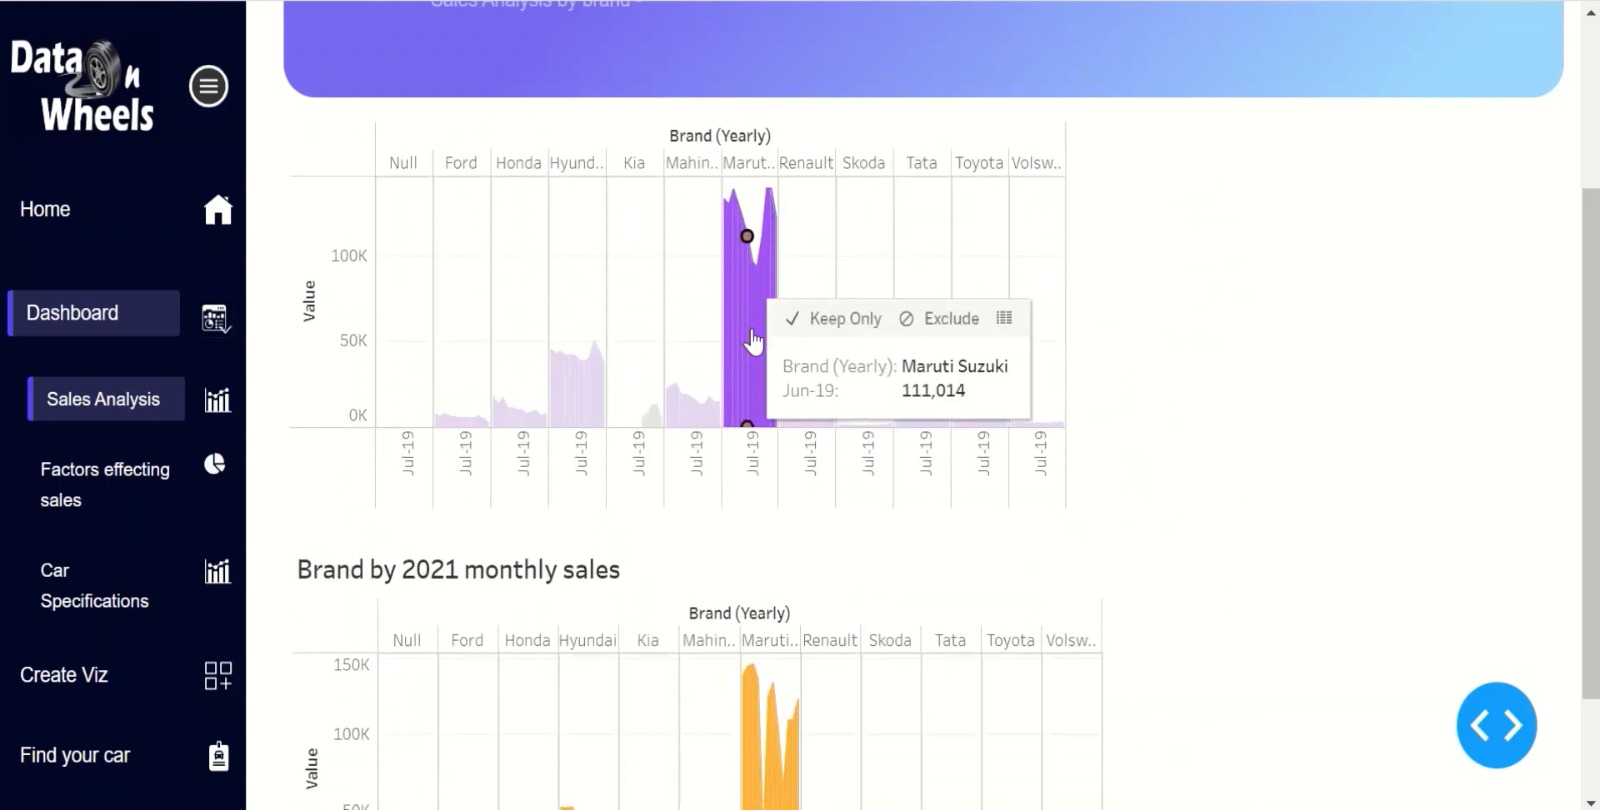 Sales Analysis by brand
Data n
Wheels
Home
Dashboard
Sales Analysis
Factors effecting
sales
Car
Specifications
Create Viz
Find your car
Brand (Yearly)
Null Ford Honda Hyund.. Kia Mahin.. Marut.. Renault Skoda Tata Toyota Volsw..
Value
100K
50K
0K
Keep Only Exclude
Brand (Yearly): Maruti Suzuki
Jun-19: 111,014
Jul-19 Jul-19 Jul-19 Jul-19 Jul-19 Jul-19 Jul-19 Jul-19 Jul-19 Jul-19 Jul-19 Jul-19
Brand by 2021 monthly sales
Brand (Yearly)
Null Ford Honda Hyundai Kia Mahin.. Maruti.. Renault Skoda Tata Toyota Volsw..
Value
150K
100K
50K